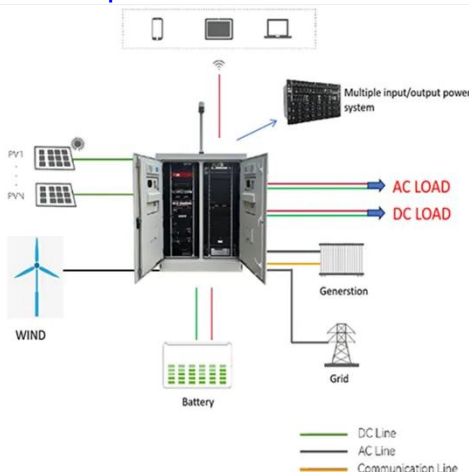 Multiple input/output power
system
PV1
PVN
AC LOAD
DC LOAD
WIND
Generstion
Grid
Battery
DC Line
AC Line
Communication Line